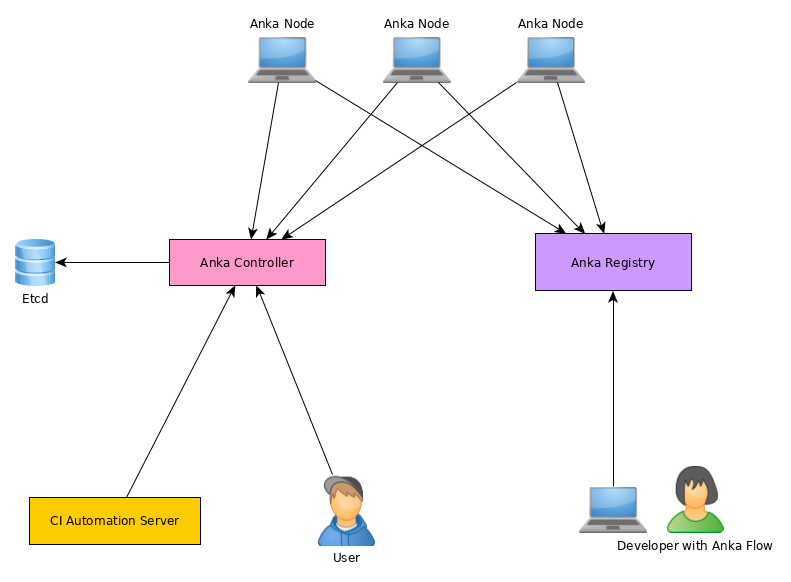 Anka Node
Anka Node
Anka Node
Anka Controller
Anka Registry
Etcd
CI Automation Server
User
Developer with Anka Flow